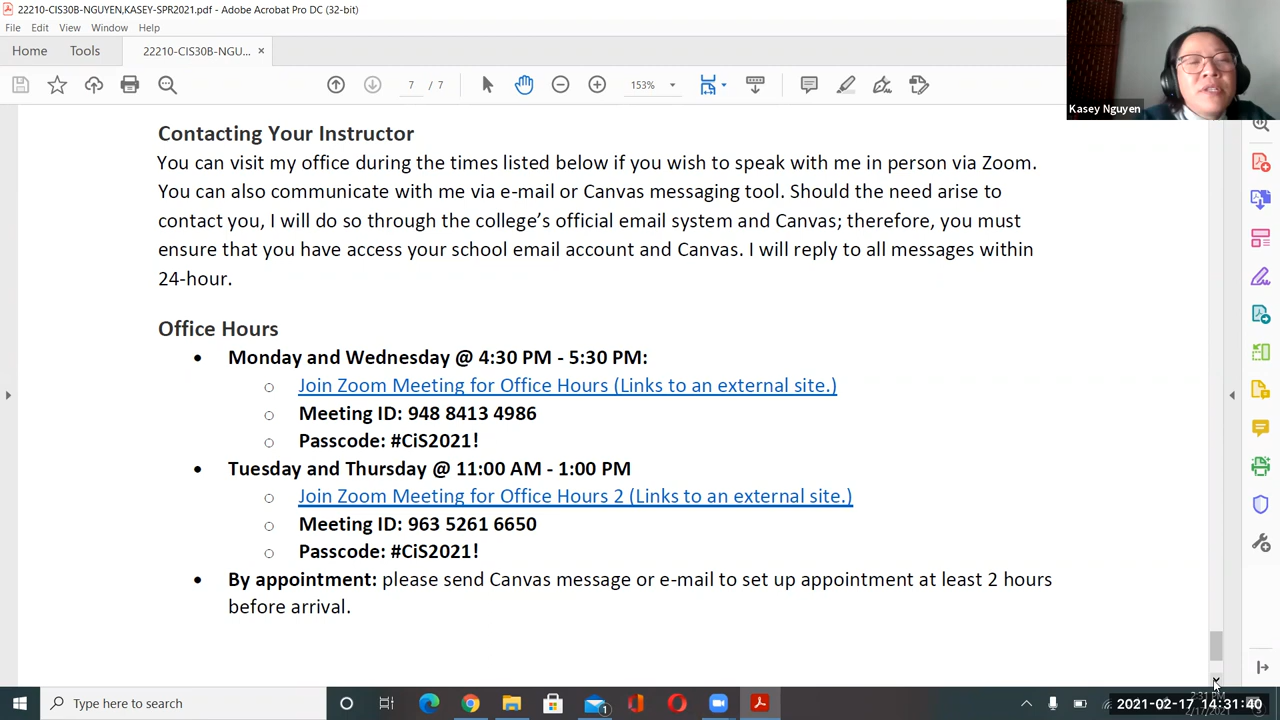 22210-CIS30B-NGUYEN,KASEY-SPR2021.pdf - Adobe Acrobat Pro DC (32-bit)
File Edit View Window Help
Home Tools 22210-CIS30B-NGU... ×
7 / 7 153%
Kasey Nguyen
Contacting Your Instructor
You can visit my office during the times listed below if you wish to speak with me in person via Zoom.
You can also communicate with me via e-mail or Canvas messaging tool. Should the need arise to
contact you, I will do so through the college’s official email system and Canvas; therefore, you must
ensure that you have access your school email account and Canvas. I will reply to all messages within
24-hour.
Office Hours
• Monday and Wednesday @ 4:30 PM - 5:30 PM:
○ Join Zoom Meeting for Office Hours (Links to an external site.)
○ Meeting ID: 948 8413 4986
○ Passcode: #CiS2021!
• Tuesday and Thursday @ 11:00 AM - 1:00 PM
○ Join Zoom Meeting for Office Hours 2 (Links to an external site.)
○ Meeting ID: 963 5261 6650
○ Passcode: #CiS2021!
• By appointment: please send Canvas message or e-mail to set up appointment at least 2 hours
before arrival.
Type here to search
1
2:31 PM
2021-02-17 14:31:40
2/17/2021